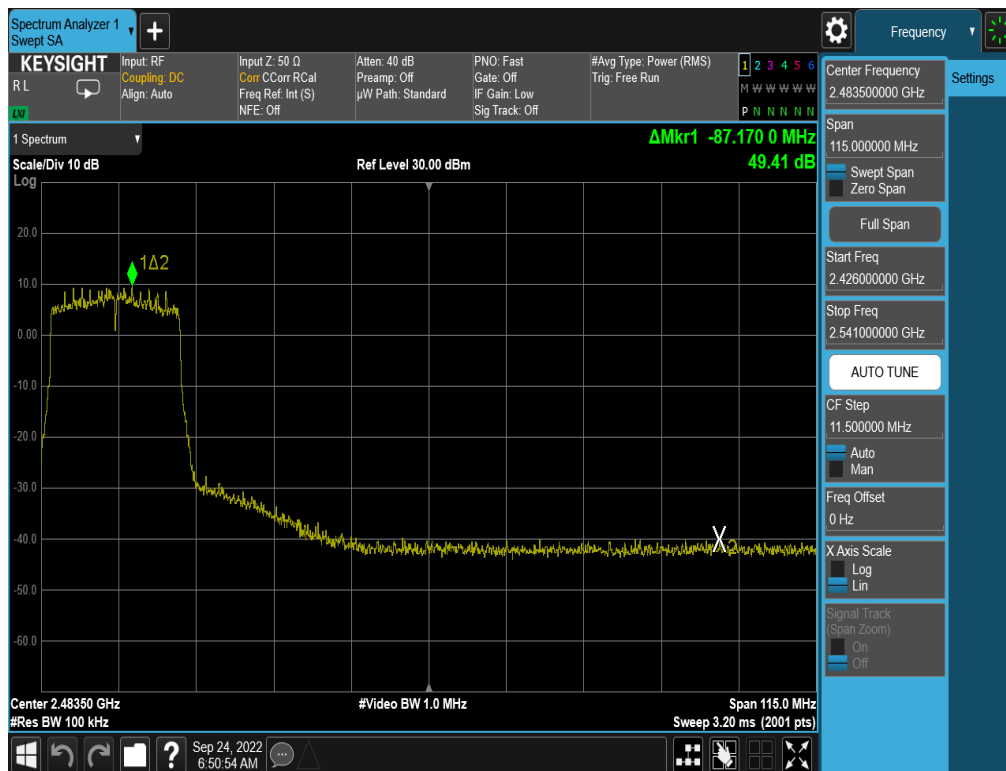 Spectrum Analyzer 1
Swept SA
+
Frequency
KEYSIGHT
R L
LXI
Input: RF
Coupling: DC
Align: Auto
Input Z: 50 Ω
Corr CCorr RCal
Freq Ref: Int (S)
NFE: Off
Atten: 40 dB
Preamp: Off
µW Path: Standard
PNO: Fast
Gate: Off
IF Gain: Low
Sig Track: Off
#Avg Type: Power (RMS)
Trig: Free Run
1 2 3 4 5 6
M W W W W W
P N N N N N
1 Spectrum
ΔMkr1 -87.170 0 MHz
49.41 dB
Scale/Div 10 dB
Ref Level 30.00 dBm
Log
20.0
10.0
0.00
-10.0
-20.0
-30.0
-40.0
-50.0
-60.0
1Δ2
X2
Center 2.48350 GHz
#Video BW 1.0 MHz
Span 115.0 MHz
#Res BW 100 kHz
Sweep 3.20 ms (2001 pts)
Center Frequency
2.483500000 GHz
Settings
Span
115.000000 MHz
Swept Span
Zero Span
Full Span
Start Freq
2.426000000 GHz
Stop Freq
2.541000000 GHz
AUTO TUNE
CF Step
11.500000 MHz
Auto
Man
Freq Offset
0 Hz
X Axis Scale
Log
Lin
Signal Track
(Span Zoom)
On
Off
?
Sep 24, 2022
6:50:54 AM